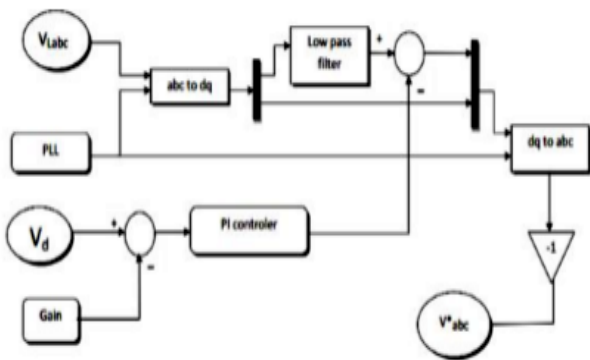 VLabc
Low pass
filter
+
-
abc to dq
PLL
dq to abc
Vd
+
-
PI controler
-1
Gain
V*abc